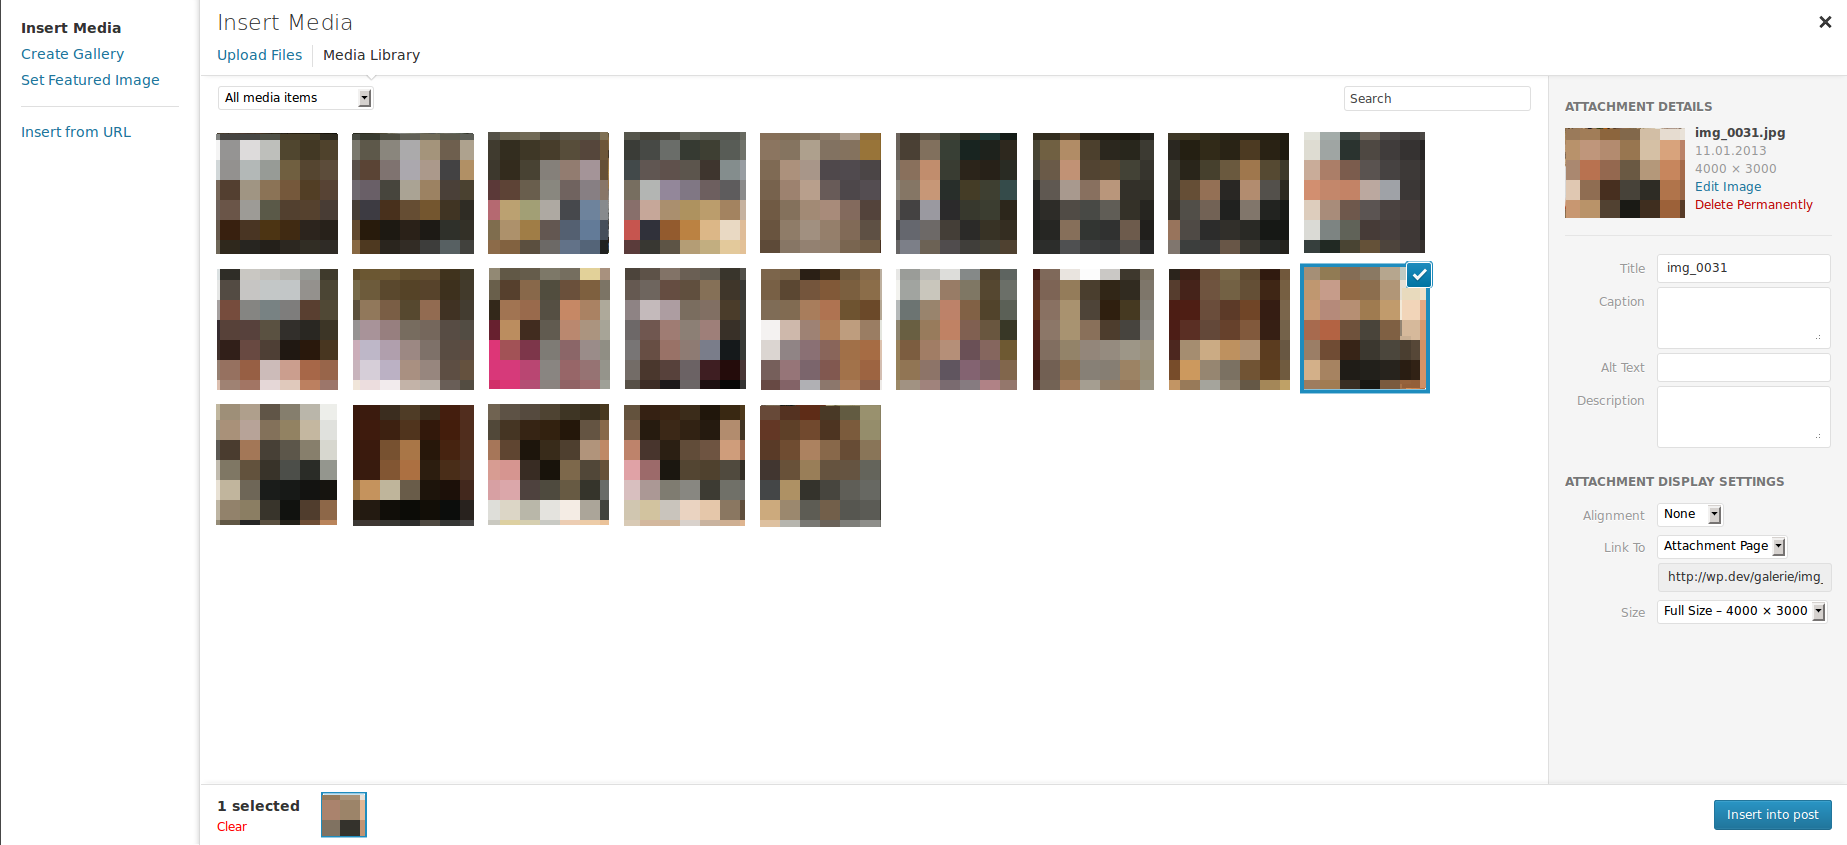 Insert Media
Create Gallery
Set Featured Image
Insert from URL
Insert Media
Upload Files
Media Library
All media items
Search
ATTACHMENT DETAILS
img_0031.jpg
11.01.2013
4000 × 3000
Edit Image
Delete Permanently
Title
img_0031
Caption
Alt Text
Description
ATTACHMENT DISPLAY SETTINGS
Alignment
None
Link To
Attachment Page
http://wp.dev/galerie/img_
Size
Full Size – 4000 × 3000
1 selected
Clear
Insert into post